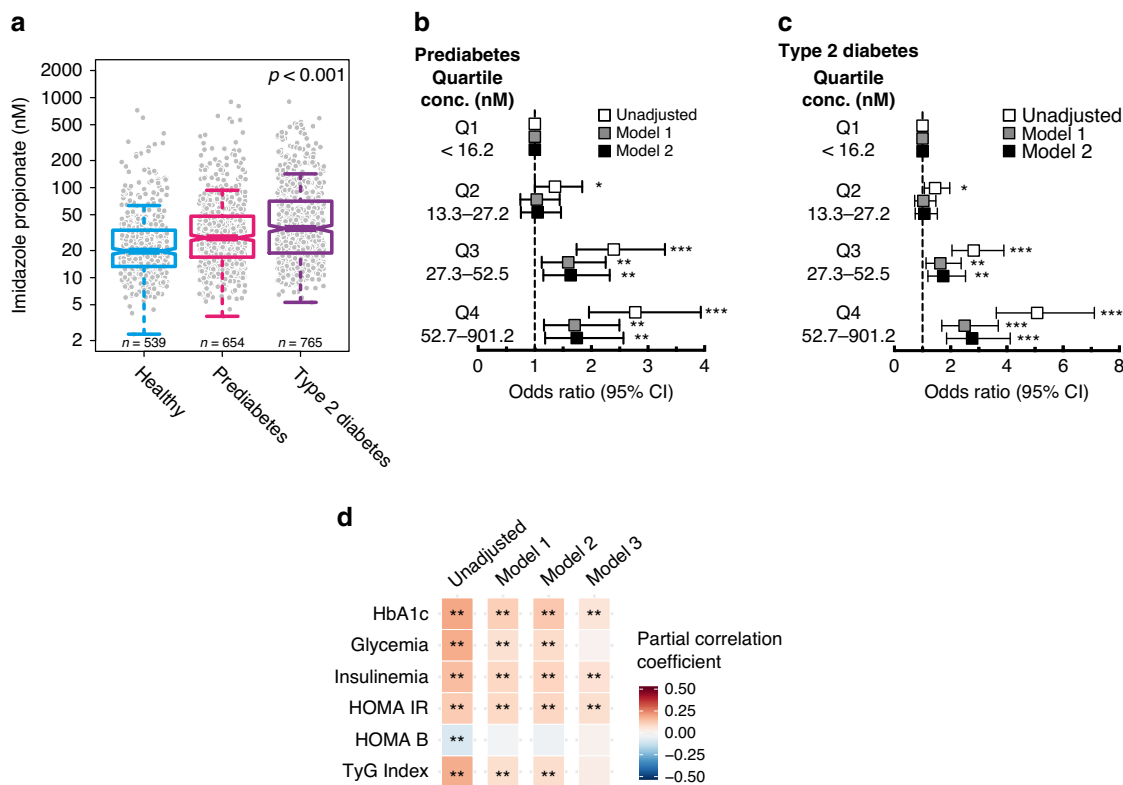 a
Imidazole propionate (nM)
2000
1000
500
200
100
50
20
10
5
2
p < 0.001
n = 539
n = 654
n = 765
Healthy
Prediabetes
Type 2 diabetes
b
Prediabetes
Quartile
conc. (nM)
Unadjusted
Model 1
Model 2
Q1
< 16.2
Q2
13.3–27.2
*
Q3
27.3–52.5
***
**
**
Q4
52.7–901.2
***
**
**
0
1
2
3
4
Odds ratio (95% CI)
c
Type 2 diabetes
Quartile
conc. (nM)
Unadjusted
Model 1
Model 2
Q1
< 16.2
Q2
13.3–27.2
*
Q3
27.3–52.5
***
**
**
Q4
52.7–901.2
***
***
***
0
2
4
6
8
Odds ratio (95% CI)
d
Unadjusted
Model 1
Model 2
Model 3
HbA1c ** ** ** **
Glycemia ** ** **
Insulinemia ** ** ** **
HOMA IR ** ** ** **
HOMA B **
TyG Index ** ** **
Partial correlation
coefficient
0.50
0.25
0.00
−0.25
−0.50